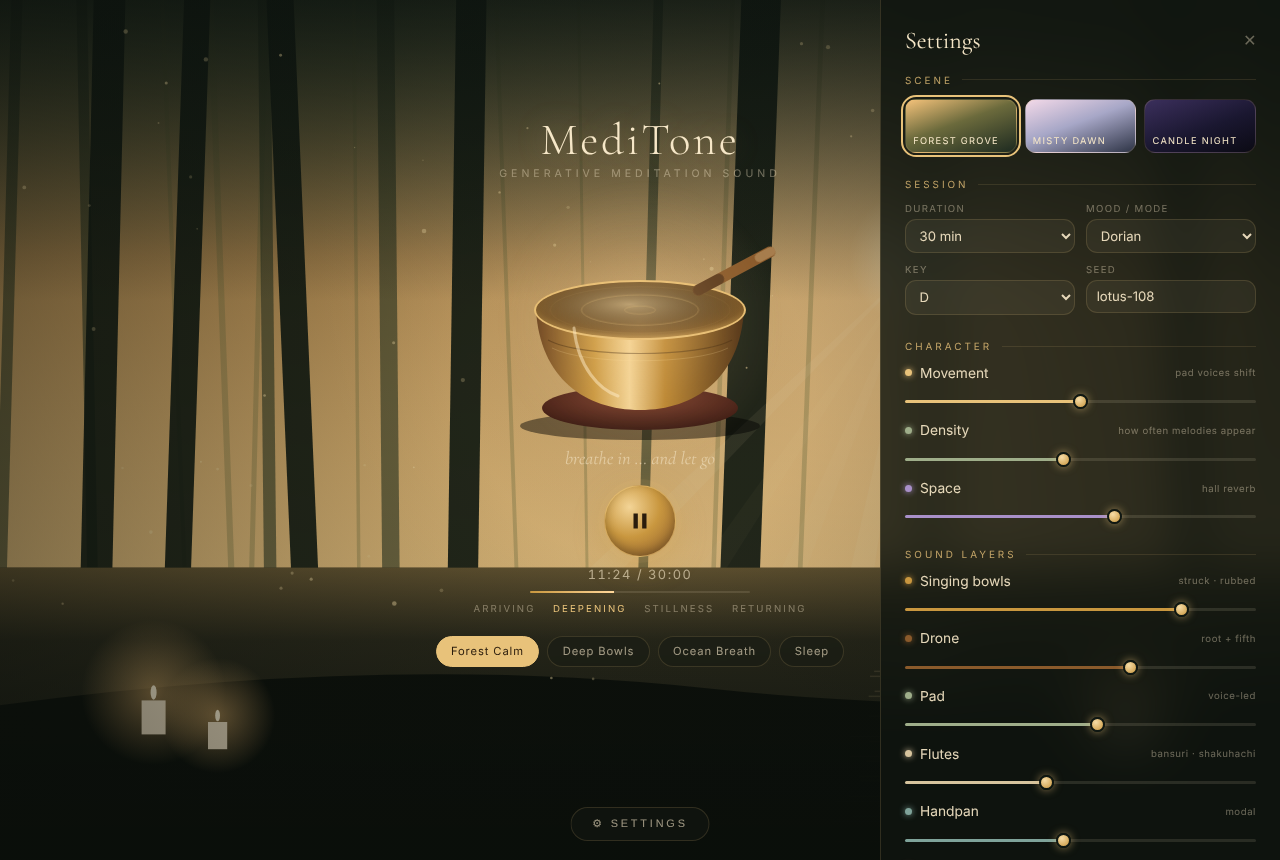 MediTone
GENERATIVE MEDITATION SOUND
breathe in ... and let go
11:24 / 30:00
ARRIVING DEEPENING STILLNESS RETURNING
Forest Calm Deep Bowls Ocean Breath Sleep
⚙ SETTINGS
Settings ✕
SCENE
FOREST GROVE MISTY DAWN CANDLE NIGHT
SESSION
DURATION MOOD / MODE
30 min Dorian
KEY SEED
D lotus-108
CHARACTER
Movement pad voices shift
Density how often melodies appear
Space hall reverb
SOUND LAYERS
Singing bowls struck · rubbed
Drone root + fifth
Pad voice-led
Flutes bansuri · shakuhachi
Handpan modal